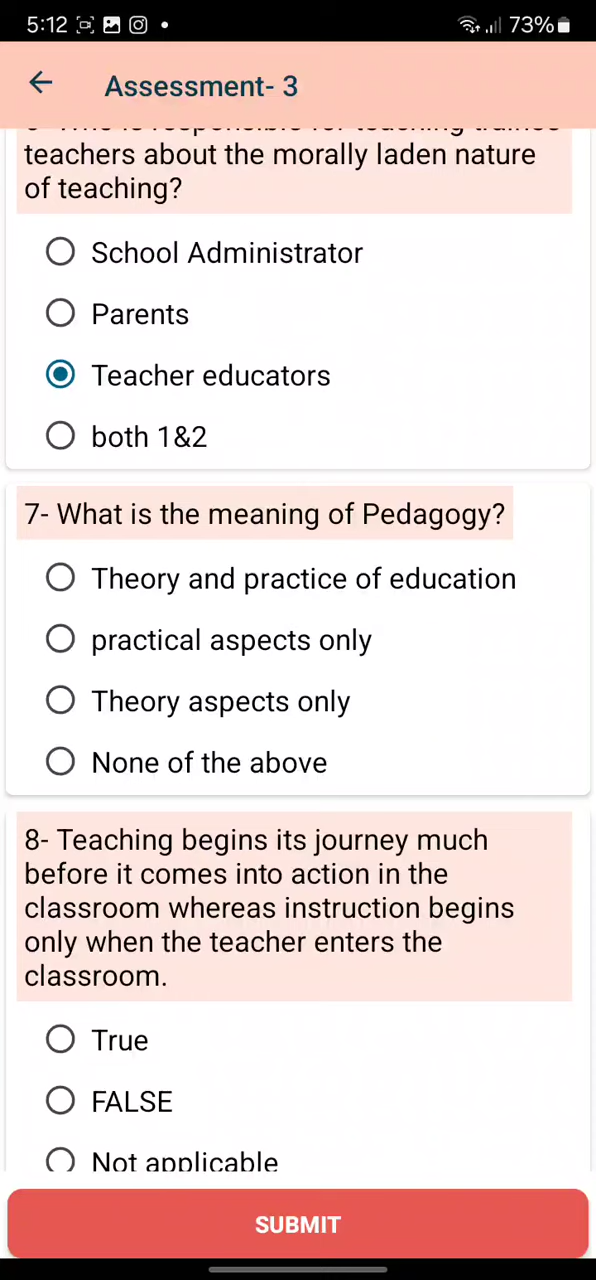 5:12
73%
Assessment- 3
teachers about the morally laden nature
of teaching?
School Administrator
Parents
Teacher educators
both 1&2
7- What is the meaning of Pedagogy?
Theory and practice of education
practical aspects only
Theory aspects only
None of the above
8- Teaching begins its journey much
before it comes into action in the
classroom whereas instruction begins
only when the teacher enters the
classroom.
True
FALSE
Not applicable
SUBMIT